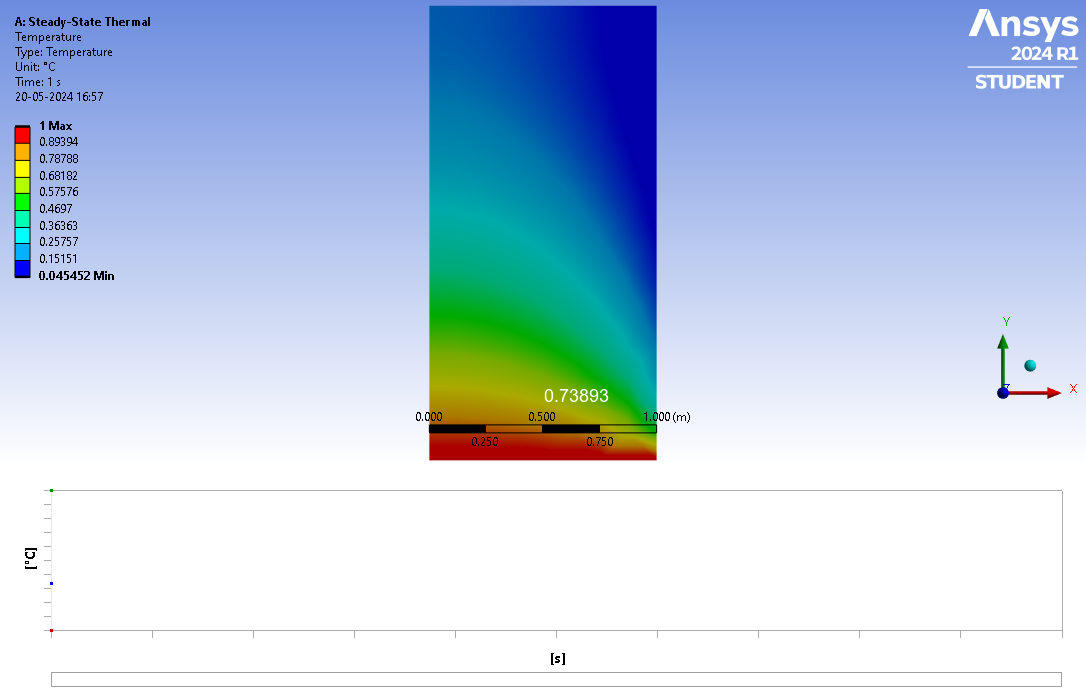 A: Steady-State Thermal
Temperature
Type: Temperature
Unit: °C
Time: 1 s
20-05-2024 16:57
1 Max
0.89394
0.78788
0.68182
0.57576
0.4697
0.36363
0.25757
0.15151
0.045452 Min
Ansys
2024 R1
STUDENT
0.73893
0.000 0.500 1.000 (m)
0.250 0.750
Y
Z X
[°C]
[s]